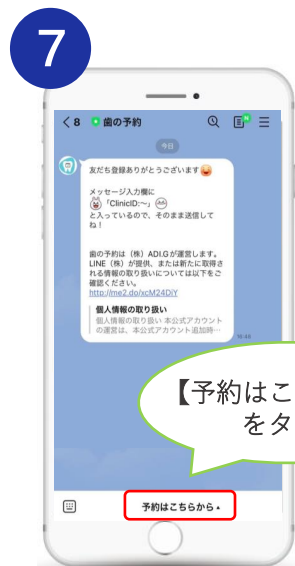 7
8 歯の予約
N
今日
友だち登録ありがとうございます
メッセージ入力欄に
「ClinicID:～」
と入っているので、そのまま送信して
ね！
歯の予約は（株）ADI.Gが運営します。
LINE（株）が提供、または新たに取得さ
れる情報の取り扱いについては以下をご
確認ください。
http://me2.do/xcM24DiY
個人情報の取り扱い
個人情報の取り扱い 本公式アカウント
の運営は、本公式アカウント追加時…
【予約はこ
をタ
予約はこちらから